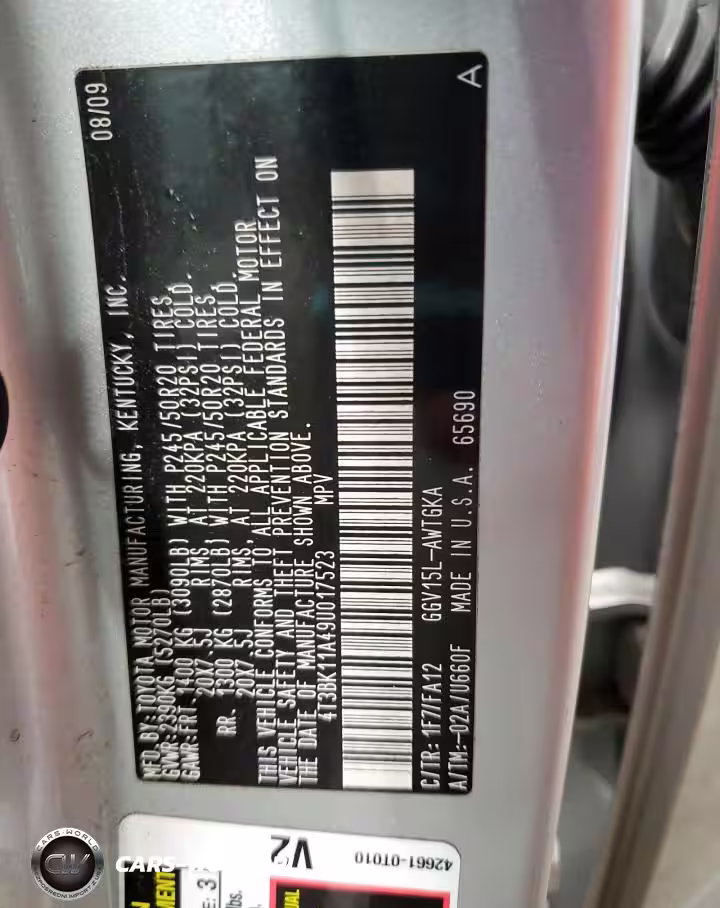 MFD. BY: TOYOTA MOTOR MANUFACTURING, KENTUCKY, INC. 08/09
GVWR: 2390KG (5270LB)
GAWR: FRT. 1400 KG (3090LB) WITH P245/50R20 TIRES,
20X7.5J RIMS, AT 220KPA (32PSI) COLD.
RR. 1300 KG (2870LB) WITH P245/50R20 TIRES,
20X7.5J RIMS, AT 220KPA (32PSI) COLD.
THIS VEHICLE CONFORMS TO ALL APPLICABLE FEDERAL MOTOR
VEHICLE SAFETY AND THEFT PREVENTION STANDARDS IN EFFECT ON
THE DATE OF MANUFACTURE SHOWN ABOVE.
4T3BK11A49U017523 MPV
C/TR: 1F7/FA12 GGV15L-AWTGKA
A/TM: -02A/U660F MADE IN U.S.A. 65690 A
V2
42661-0T010
lbs.
CARS-WORLD
CW
CARS-